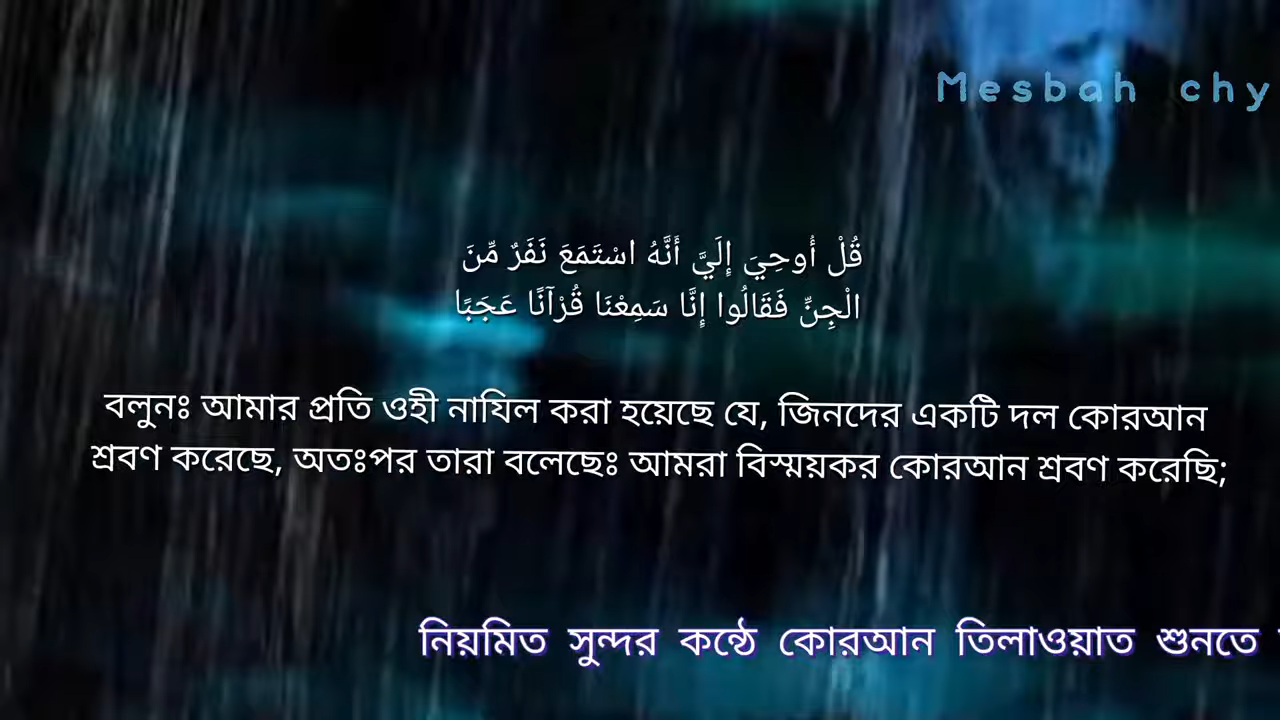 Mesbah chy
قُلْ أُوحِيَ إِلَيَّ أَنَّهُ اسْتَمَعَ نَفَرٌ مِّنَ
الْجِنِّ فَقَالُوا إِنَّا سَمِعْنَا قُرْآنًا عَجَبًا
বলুনঃ আমার প্রতি ওহী নাযিল করা হয়েছে যে, জিনদের একটি দল কোরআন
শ্রবণ করেছে, অতঃপর তারা বলেছেঃ আমরা বিস্ময়কর কোরআন শ্রবণ করেছি;
নিয়মিত সুন্দর কন্ঠে কোরআন তিলাওয়াত শুনতে